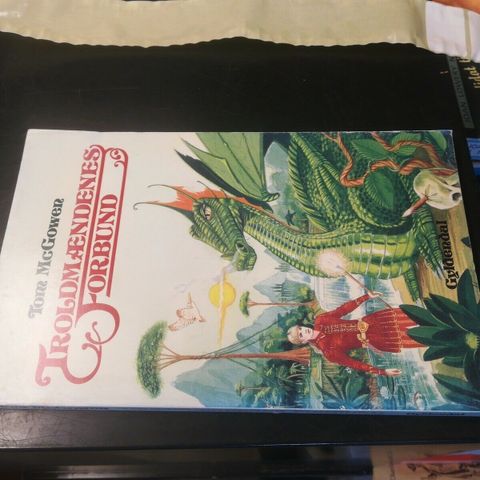 Tom McGowen
TROLDMÆNDENES
FORBUND
Gyldendal